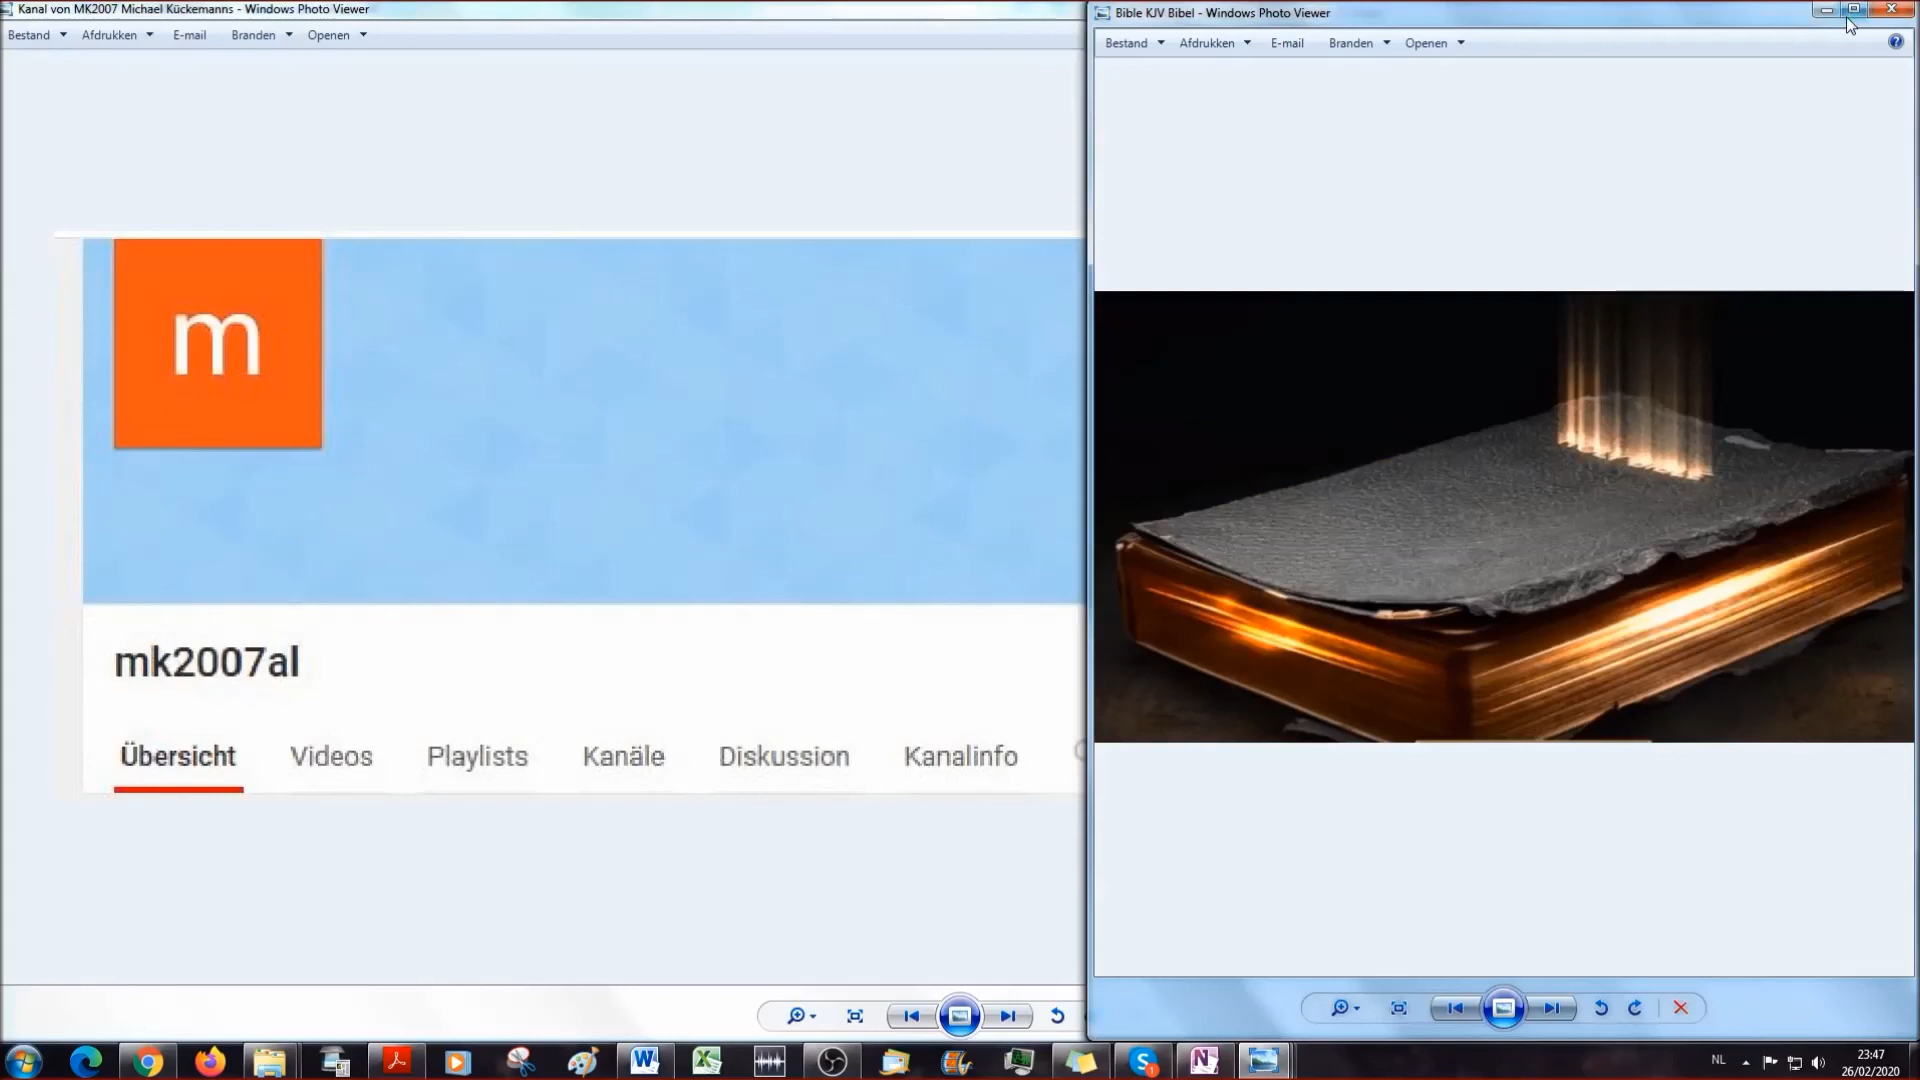 Kanal von MK2007 Michael Kückemanns - Windows Photo Viewer
Bestand Afdrukken E-mail Branden Openen
m
mk2007al
Übersicht Videos Playlists Kanäle Diskussion Kanalinfo
Bible KJV Bibel - Windows Photo Viewer
Bestand Afdrukken E-mail Branden Openen
NL
23:47
26/02/2020